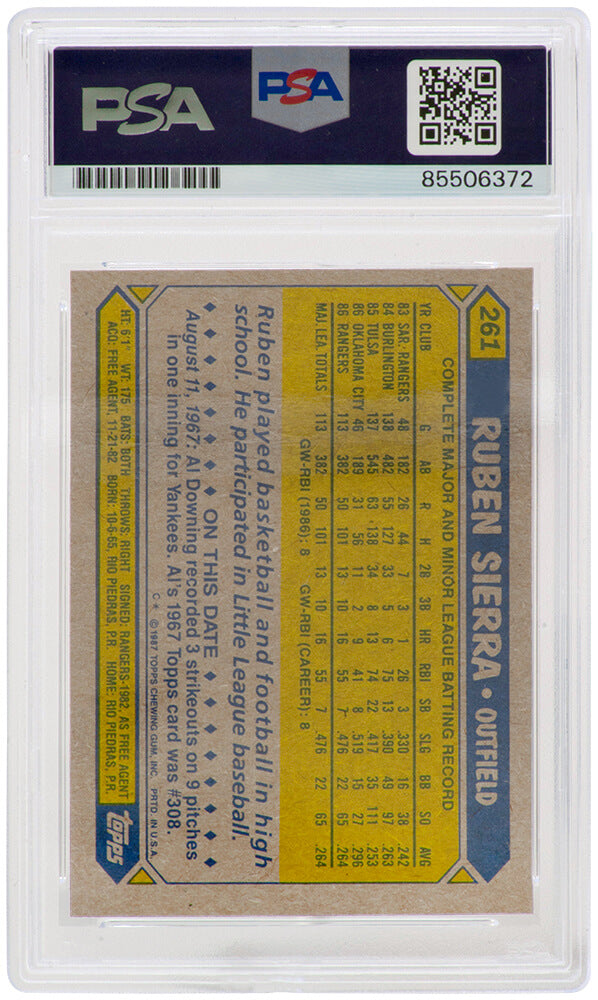 PSA
PSA
85506372
261 RUBEN SIERRA • OUTFIELD
COMPLETE MAJOR AND MINOR LEAGUE BATTING RECORD
YR CLUB G AB R H 2B 3B HR RBI SB SLG BB SO AVG
83 SAR. RANGERS 48 182 26 44 7 3 1 26 3 .330 16 38 .242
84 BURLINGTON 138 482 55 127 33 5 6 75 13 .390 49 97 .263
85 TULSA 137 545 63 138 34 8 13 74 22 .417 35 111 .253
86 OKLAHOMA CITY 46 189 31 56 11 2 9 41 8 .519 15 27 .296
86 RANGERS 113 382 50 101 13 10 16 55 7 .476 22 65 .264
MAJ. LEA. TOTALS 113 382 50 101 13 10 16 55 7 .476 22 65 .264
GW-RBI (1986): 8 GW-RBI (CAREER): 8
Ruben played basketball and football in high
school. He participated in Little League baseball.
♦ ♦ ♦ ♦ ♦ ♦ ♦ ON THIS DATE ♦ ♦ ♦ ♦ ♦ ♦ ♦
August 11, 1967: Al Downing recorded 3 strikeouts on 9 pitches
in one inning for Yankees. Al's 1967 Topps card was #308.
C* © 1987 TOPPS CHEWING GUM, INC. PRTD IN U.S.A.
HT: 6'1" WT: 175 BATS: BOTH THROWS: RIGHT SIGNED: RANGERS-1982, AS FREE AGENT
ACQ: FREE AGENT, 11-21-82 BORN: 10-6-65, RIO PIEDRAS, P.R. HOME: RIO PIEDRAS, P.R.
TOPPS